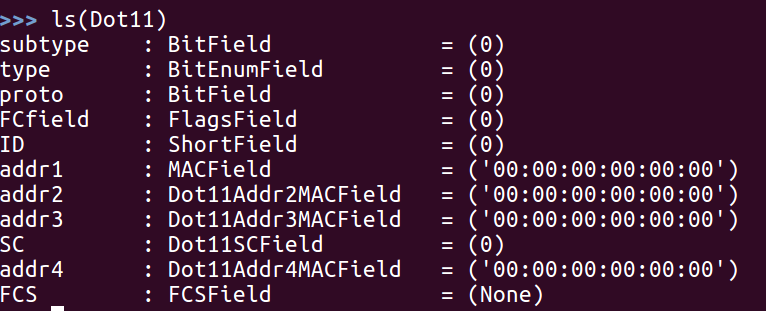 >>> ls(Dot11)
subtype    : BitField             = (0)
type       : BitEnumField         = (0)
proto      : BitField             = (0)
FCfield    : FlagsField           = (0)
ID         : ShortField           = (0)
addr1      : MACField             = ('00:00:00:00:00:00')
addr2      : Dot11Addr2MACField   = ('00:00:00:00:00:00')
addr3      : Dot11Addr3MACField   = ('00:00:00:00:00:00')
SC         : Dot11SCField         = (0)
addr4      : Dot11Addr4MACField   = ('00:00:00:00:00:00')
FCS        : FCSField             = (None)